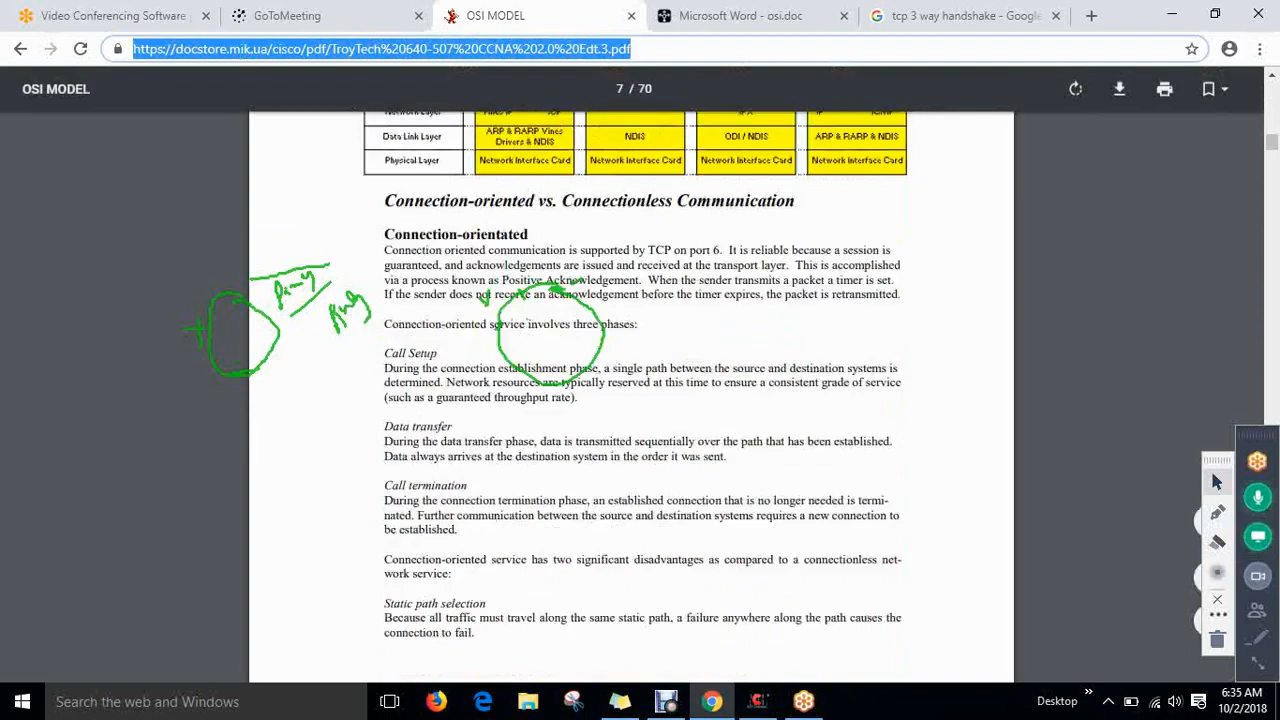 Video Conferencing Software
GoToMeeting
OSI MODEL
Microsoft Word - osi.doc
tcp 3 way handshake - Google
https://docstore.mik.ua/cisco/pdf/TroyTech%20640-507%20CCNA%202.0%20Edt.3.pdf
OSI MODEL
7 / 70
Data Link Layer
ARP & RARP Vines
Drivers & NDIS
NDIS
ODI / NDIS
ARP & RARP & NDIS
Physical Layer
Network Interface Card
Network Interface Card
Network Interface Card
Network Interface Card
Connection-oriented vs. Connectionless Communication
Connection-orientated
Connection oriented communication is supported by TCP on port 6. It is reliable because a session is
guaranteed, and acknowledgements are issued and received at the transport layer. This is accomplished
via a process known as Positive Acknowledgement. When the sender transmits a packet a timer is set.
If the sender does not receive an acknowledgement before the timer expires, the packet is retransmitted.
Connection-oriented service involves three phases:
Call Setup
During the connection establishment phase, a single path between the source and destination systems is
determined. Network resources are typically reserved at this time to ensure a consistent grade of service
(such as a guaranteed throughput rate).
Data transfer
During the data transfer phase, data is transmitted sequentially over the path that has been established.
Data always arrives at the destination system in the order it was sent.
Call termination
During the connection termination phase, an established connection that is no longer needed is termi-
nated. Further communication between the source and destination systems requires a new connection to
be established.
Connection-oriented service has two significant disadvantages as compared to a connectionless net-
work service:
Static path selection
Because all traffic must travel along the same static path, a failure anywhere along the path causes the
connection to fail.
Search the web and Windows
Desktop
6:35 AM
10/2/2018